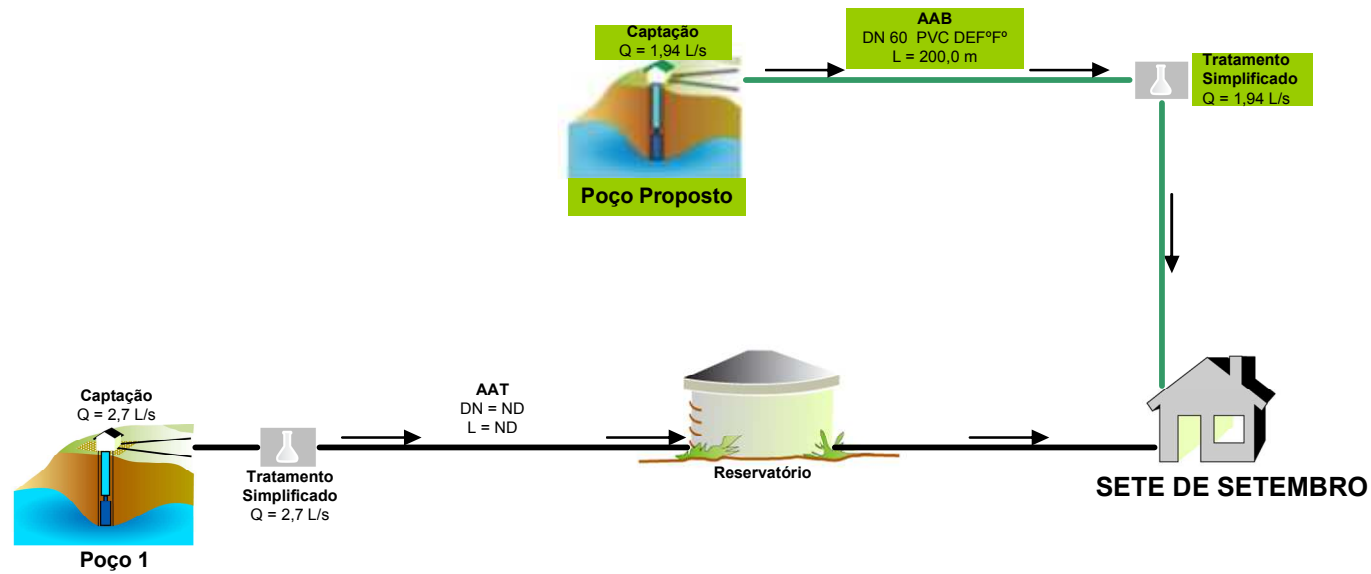 Captação
Q = 1,94 L/s
AAB
DN 60 PVC DEFºFº
L = 200,0 m
Tratamento
Simplificado
Q = 1,94 L/s
Poço Proposto
Captação
Q = 2,7 L/s
AAT
DN = ND
L = ND
Tratamento
Simplificado
Q = 2,7 L/s
Reservatório
SETE DE SETEMBRO
Poço 1